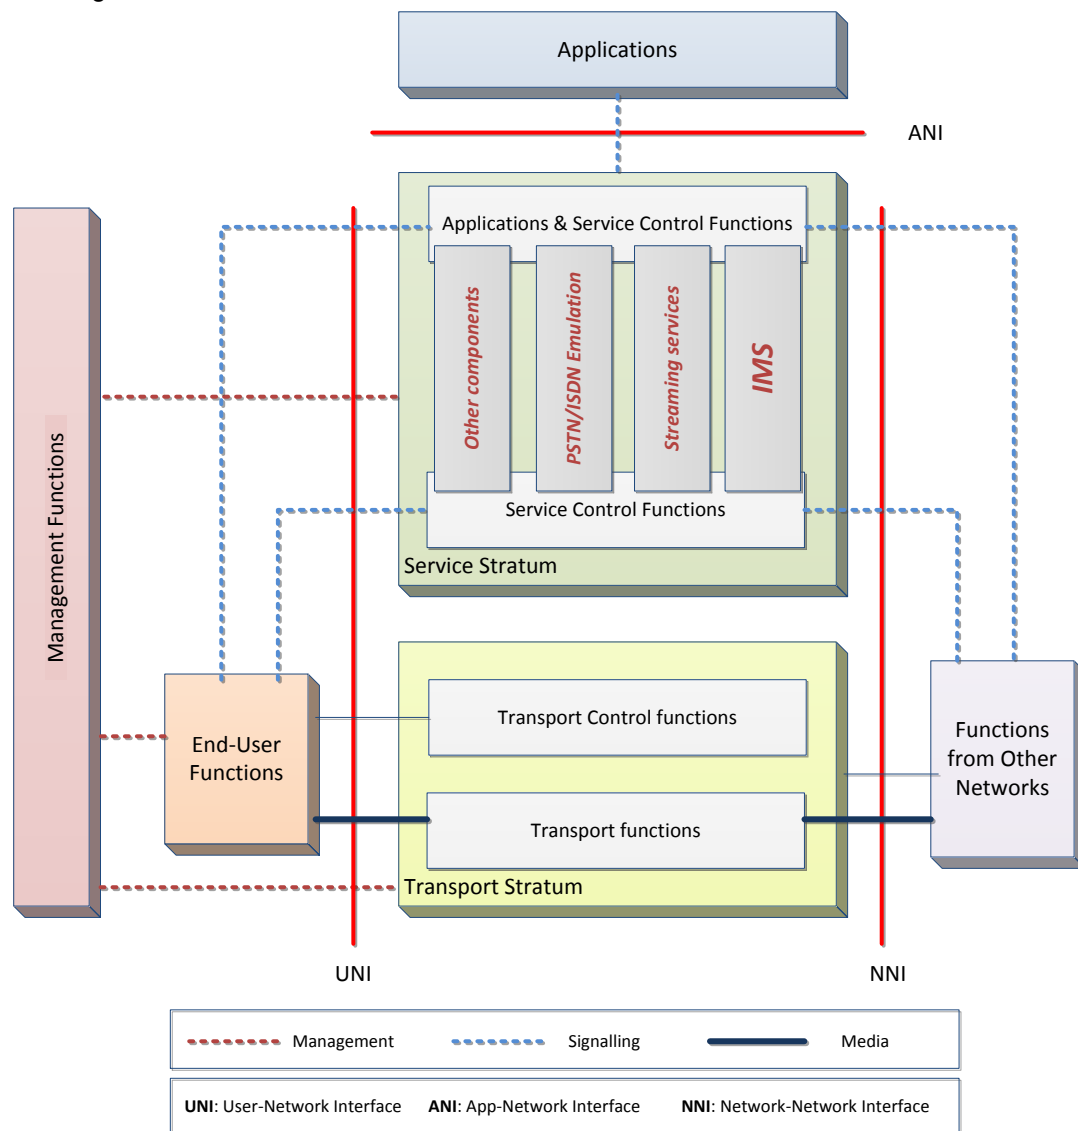 Applications
ANI
Applications & Service Control Functions
Other components
PSTN/ISDN Emulation
Streaming services
IMS
Service Control Functions
Service Stratum
Management Functions
End-User
Functions
Transport Control functions
Transport functions
Transport Stratum
Functions
from Other
Networks
UNI
NNI
Management
Signalling
Media
UNI: User-Network Interface
ANI: App-Network Interface
NNI: Network-Network Interface